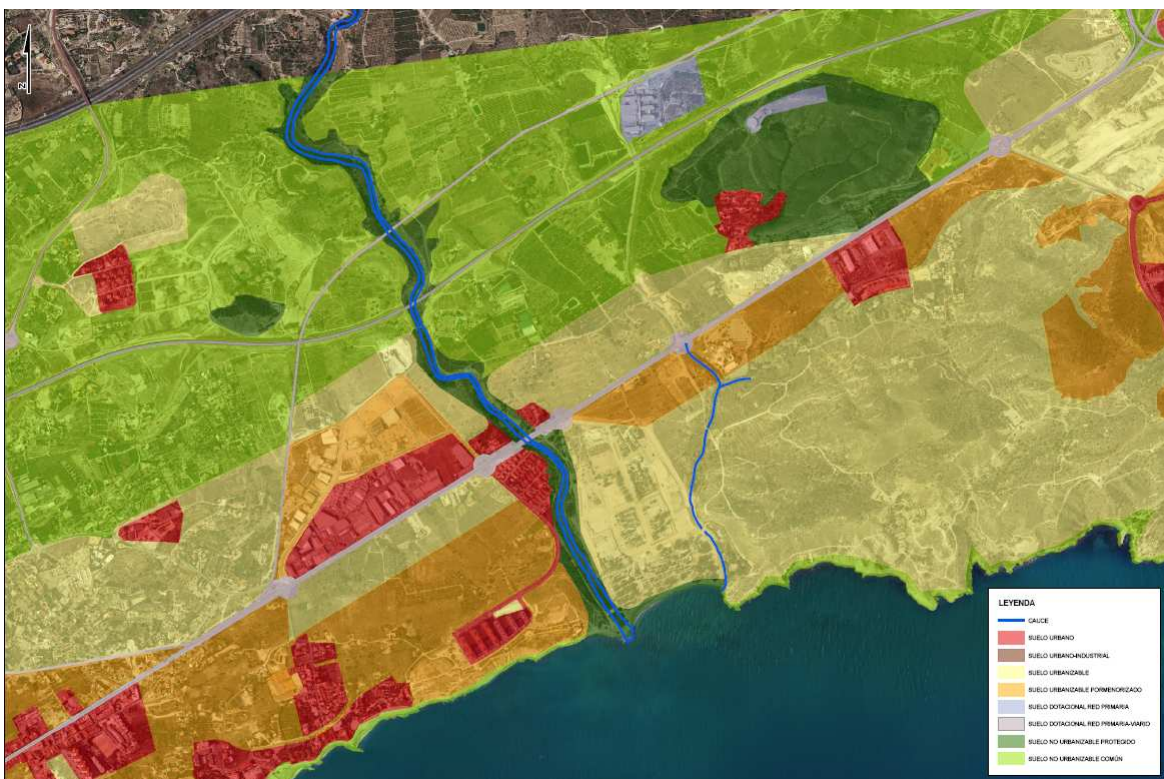 N
LEYENDA
CAUCE
SUELO URBANO
SUELO URBANO-INDUSTRIAL
SUELO URBANIZABLE
SUELO URBANIZABLE PORMENORIZADO
SUELO DOTACIONAL RED PRIMARIA
SUELO DOTACIONAL RED PRIMARIA-VIARIO
SUELO NO URBANIZABLE PROTEGIDO
SUELO NO URBANIZABLE COMÚN